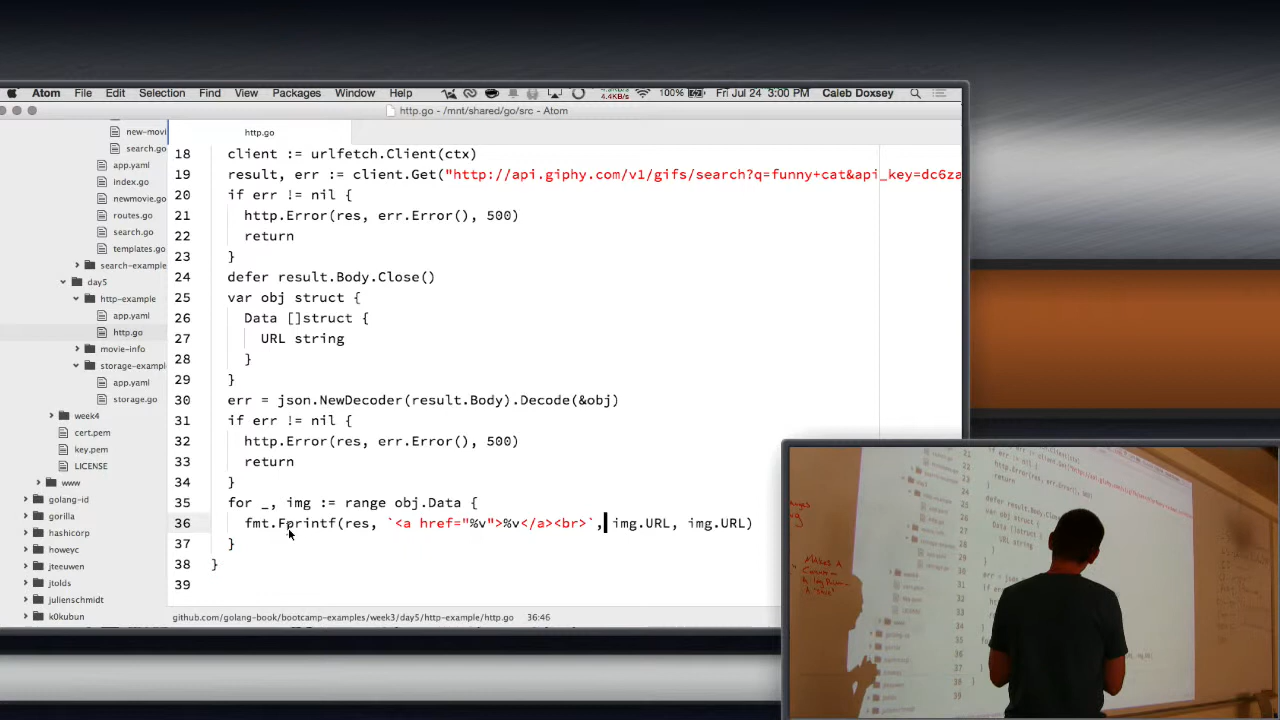 Atom File Edit Selection Find View Packages Window Help 4.4KB/s 100% Fri Jul 24 3:00 PM Caleb Doxsey
http.go - /mnt/shared/go/src - Atom
http.go
new-movi
search.go
app.yaml
index.go
newmovie.go
routes.go
search.go
templates.go
search-example
day5
http-example
app.yaml
http.go
movie-info
storage-example
app.yaml
storage.go
week4
cert.pem
key.pem
LICENSE
www
golang-id
gorilla
hashicorp
howeyc
jteeuwen
jtolds
julienschmidt
k0kubun
18 client := urlfetch.Client(ctx)
19 result, err := client.Get("http://api.giphy.com/v1/gifs/search?q=funny+cat&api_key=dc6za
20 if err != nil {
21 http.Error(res, err.Error(), 500)
22 return
23 }
24 defer result.Body.Close()
25 var obj struct {
26 Data []struct {
27 URL string
28 }
29 }
30 err = json.NewDecoder(result.Body).Decode(&obj)
31 if err != nil {
32 http.Error(res, err.Error(), 500)
33 return
34 }
35 for _, img := range obj.Data {
36 fmt.Fprintf(res, `<a href="%v">%v</a><br>`, img.URL, img.URL)
37 }
38 }
39
github.com/golang-book/bootcamp-examples/week3/day5/http-example/http.go 36:46
MAKES A